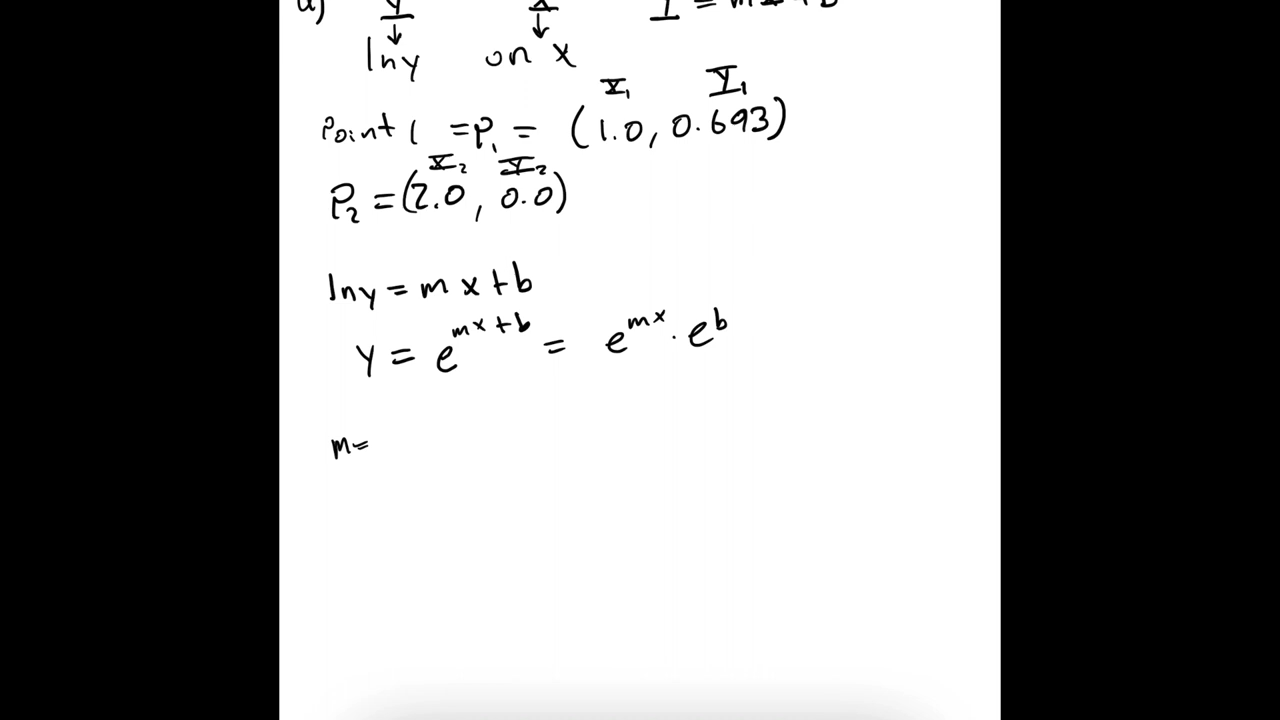 a) Y X Y = mX + b
↓ ↓
ln y on x
X₁ Y₁
Point 1 = P₁ = (1.0, 0.693)
X₂ Y₂
P₂ = (2.0, 0.0)
ln y = m x + b
y = e^(mx+b) = e^(mx) · e^b
m=